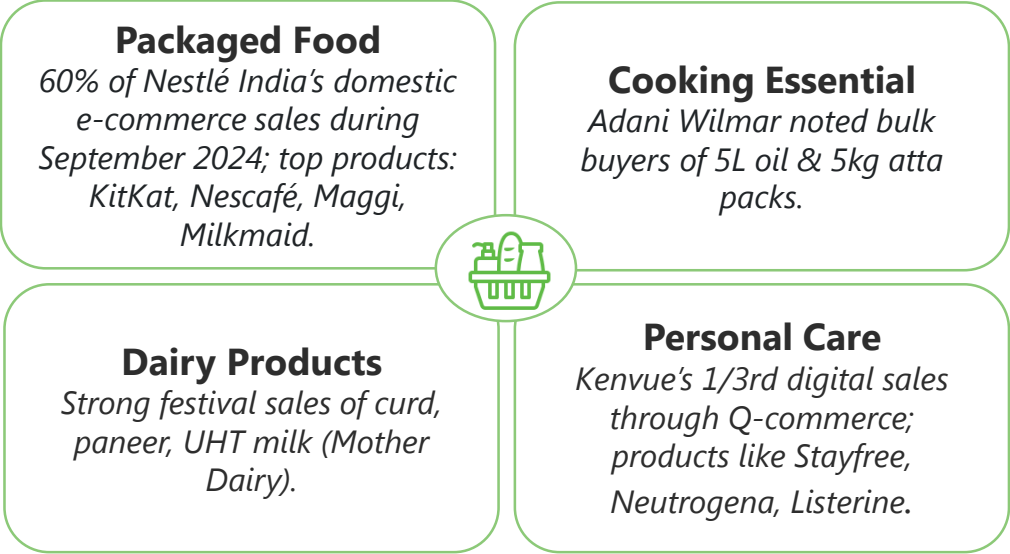 Packaged Food
60% of Nestlé India’s domestic
e-commerce sales during
September 2024; top products:
KitKat, Nescafé, Maggi,
Milkmaid.
Cooking Essential
Adani Wilmar noted bulk
buyers of 5L oil & 5kg atta
packs.
Dairy Products
Strong festival sales of curd,
paneer, UHT milk (Mother
Dairy).
Personal Care
Kenvue’s 1/3rd digital sales
through Q-commerce;
products like Stayfree,
Neutrogena, Listerine.